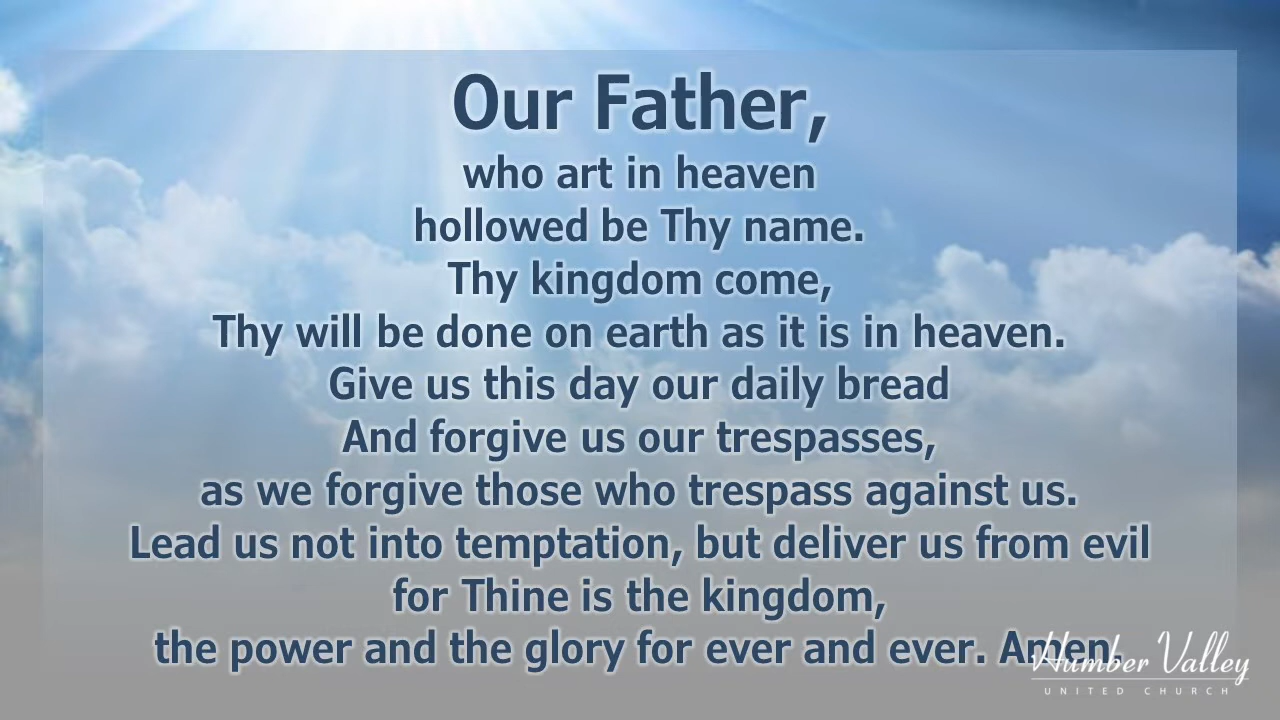 Our Father,
who art in heaven
hollowed be Thy name.
Thy kingdom come,
Thy will be done on earth as it is in heaven.
Give us this day our daily bread
And forgive us our trespasses,
as we forgive those who trespass against us.
Lead us not into temptation, but deliver us from evil
for Thine is the kingdom,
the power and the glory for ever and ever. Amen.
Humber Valley
UNITED CHURCH